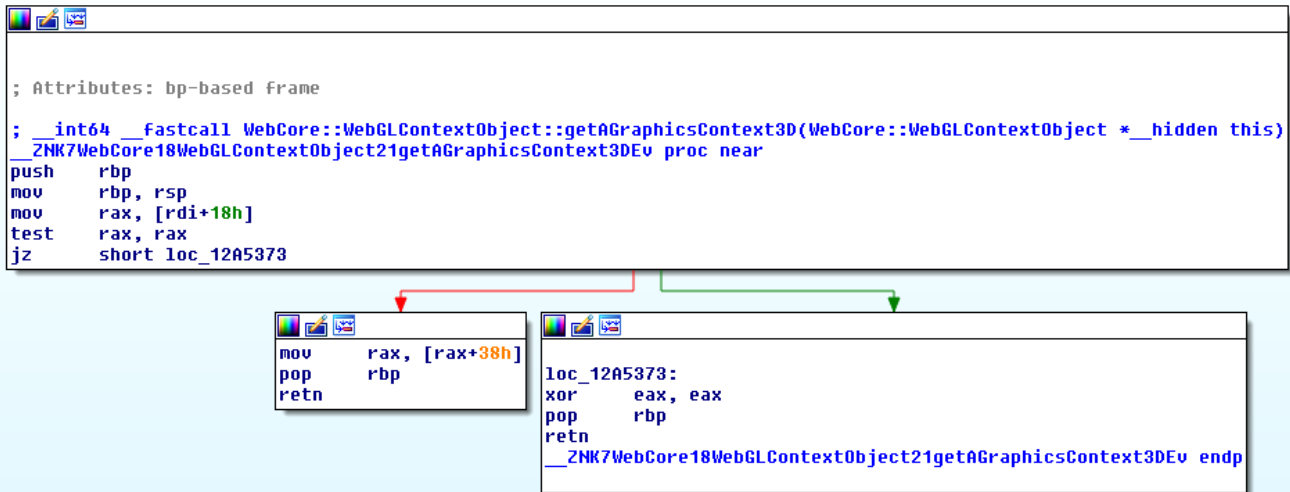 ; Attributes: bp-based frame
; __int64 __fastcall WebCore::WebGLContextObject::getAGraphicsContext3D(WebCore::WebGLContextObject *__hidden this)
__ZNK7WebCore18WebGLContextObject21getAGraphicsContext3DEv proc near
push rbp
mov rbp, rsp
mov rax, [rdi+18h]
test rax, rax
jz short loc_12A5373
mov rax, [rax+38h]
pop rbp
retn
loc_12A5373:
xor eax, eax
pop rbp
retn
__ZNK7WebCore18WebGLContextObject21getAGraphicsContext3DEv endp